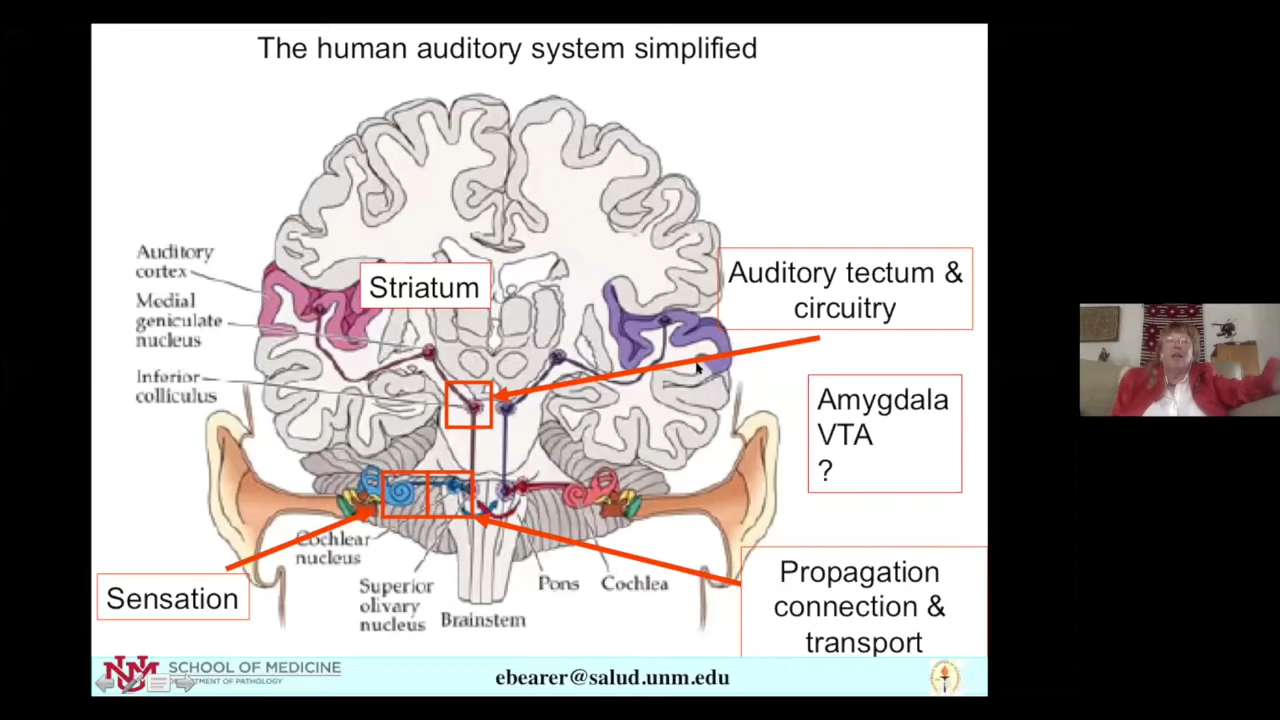 The human auditory system simplified
Auditory
cortex
Medial
geniculate
nucleus
Inferior
colliculus
Striatum
Auditory tectum &
circuitry
Amygdala
VTA
?
Cochlear
nucleus
Superior
olivary
nucleus
Brainstem
Pons
Cochlea
Sensation
Propagation
connection &
transport
UNM
SCHOOL OF MEDICINE
DEPARTMENT OF PATHOLOGY
ebearer@salud.unm.edu